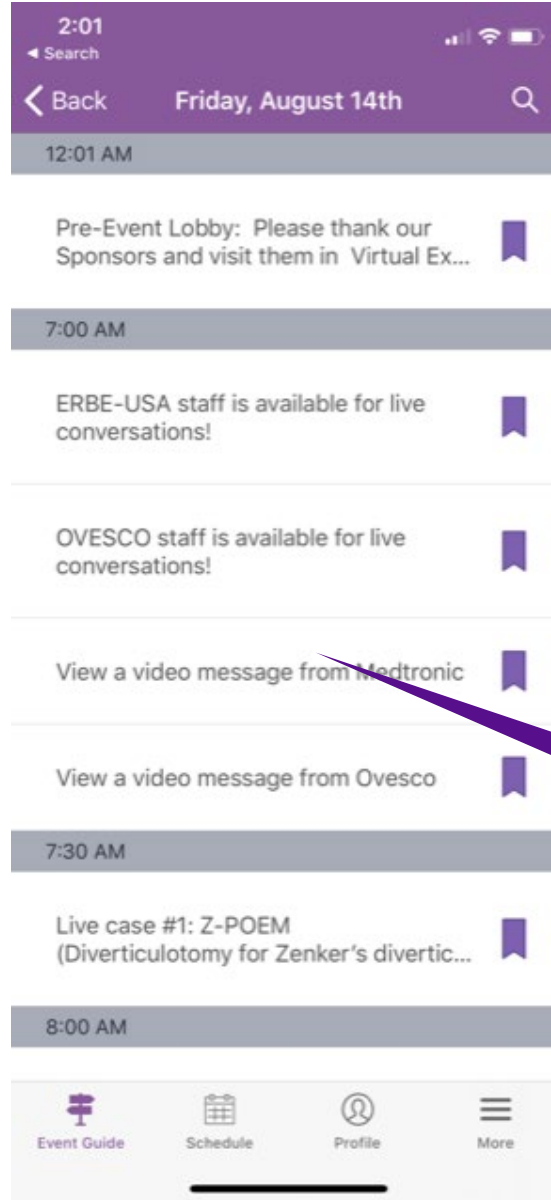 2:01
Search
Back
Friday, August 14th
12:01 AM
Pre-Event Lobby: Please thank our
Sponsors and visit them in Virtual Ex...
7:00 AM
ERBE-USA staff is available for live
conversations!
OVESCO staff is available for live
conversations!
View a video message from Medtronic
View a video message from Ovesco
7:30 AM
Live case #1: Z-POEM
(Diverticulotomy for Zenker's divertic...
8:00 AM
Event Guide
Schedule
Profile
More